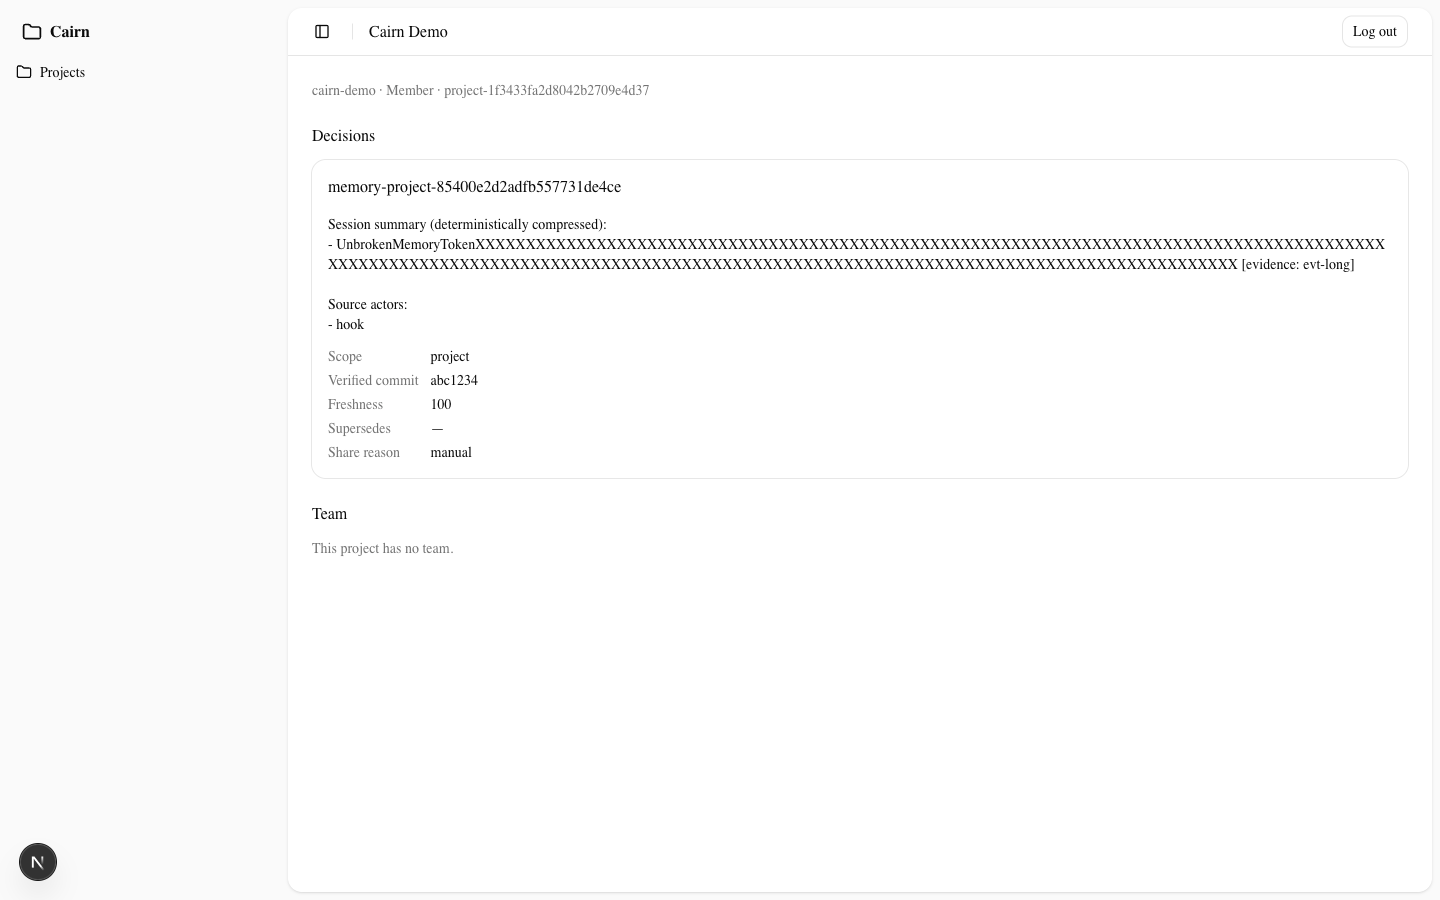 Cairn
Projects
Cairn Demo
Log out
cairn-demo · Member · project-1f3433fa2d8042b2709e4d37
Decisions
memory-project-85400e2d2adfb557731de4ce
Session summary (deterministically compressed):
- UnbrokenMemoryTokenXXXXXXXXXXXXXXXXXXXXXXXXXXXXXXXXXXXXXXXXXXXXXXXXXXXXXXXXXXXXXXXXXXXXXXXXXXXXXXXXXXXXXXXXXX
XXXXXXXXXXXXXXXXXXXXXXXXXXXXXXXXXXXXXXXXXXXXXXXXXXXXXXXXXXXXXXXXXXXXXXXXXXXXXXXXXXXXXXXXXX [evidence: evt-long]
Source actors:
- hook
Scope project
Verified commit abc1234
Freshness 100
Supersedes —
Share reason manual
Team
This project has no team.
N